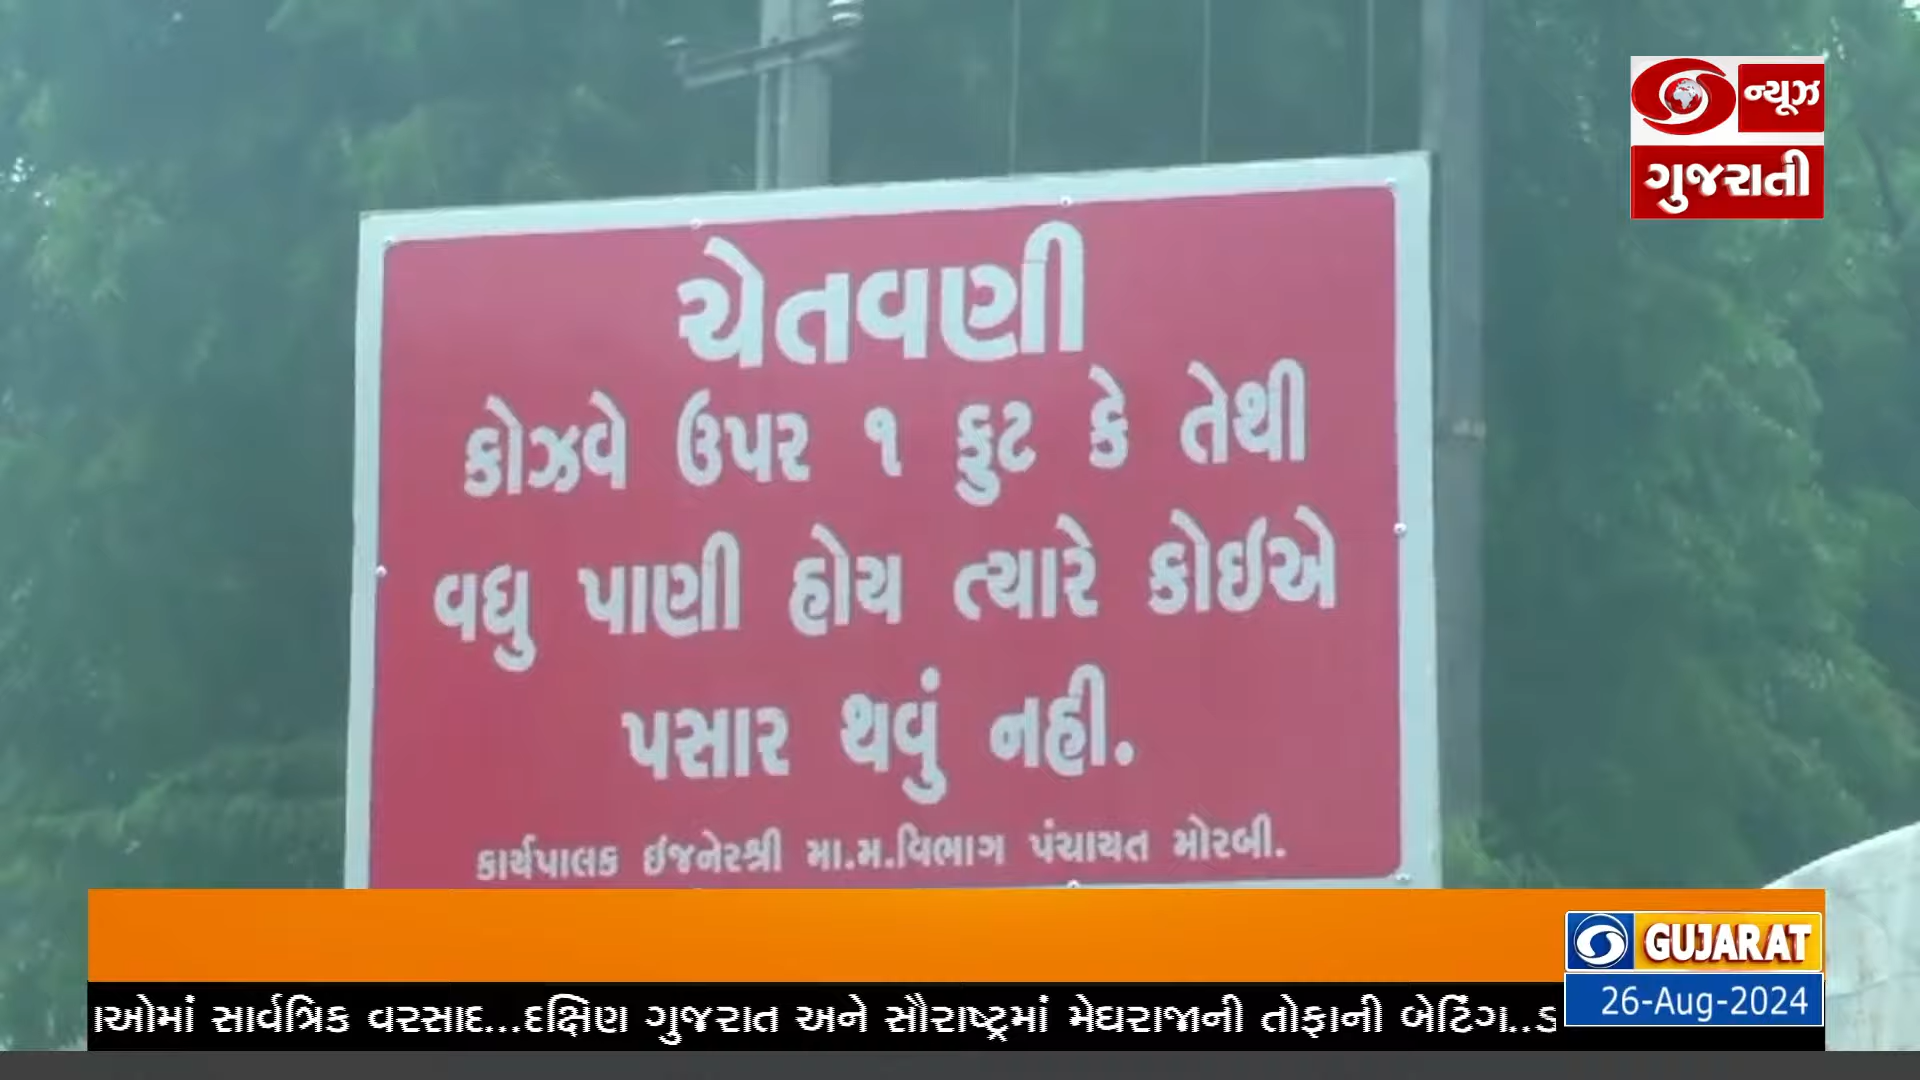 ન્યૂઝ
ગુજરાતી
ચેતવણી
કોઝવે ઉપર ૧ ફુટ કે તેથી
વધુ પાણી હોય ત્યારે કોઈએ
પસાર થવું નહી.
કાર્યપાલક ઈજનેરશ્રી મા.મ.વિભાગ પંચાયત મોરબી.
GUJARAT
26-Aug-2024
સાર્વત્રિક વરસાદ...દક્ષિણ ગુજરાત અને સૌરાષ્ટ્રમાં મેઘરાજાની તોફાની બેટિંગ..